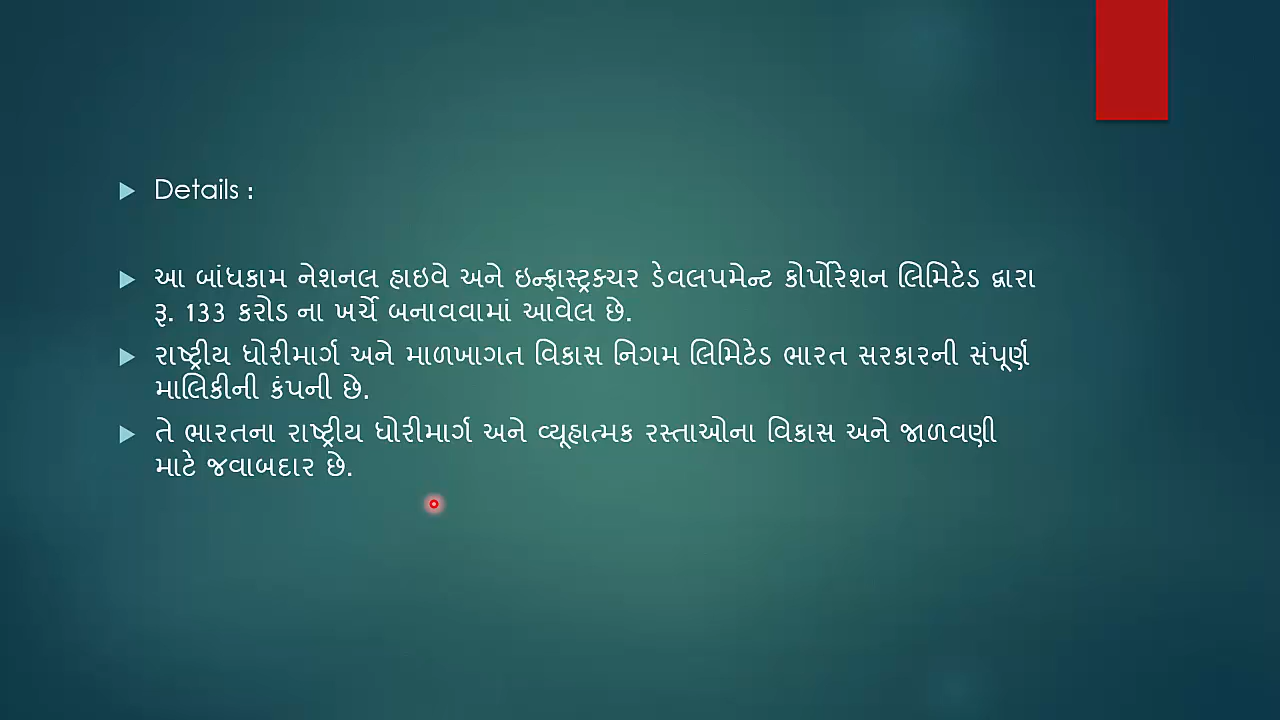 Details :
આ બાંધકામ નેશનલ હાઇવે અને ઇન્ફ્રાસ્ટ્રક્ચર ડેવલપમેન્ટ કોર્પોરેશન લિમિટેડ દ્વારા
રૂ. 133 કરોડ ના ખર્ચે બનાવવામાં આવેલ છે.
રાષ્ટ્રીય ધોરીમાર્ગ અને માળખાગત વિકાસ નિગમ લિમિટેડ ભારત સરકારની સંપૂર્ણ
માલિકીની કંપની છે.
તે ભારતના રાષ્ટ્રીય ધોરીમાર્ગ અને વ્યૂહાત્મક રસ્તાઓના વિકાસ અને જાળવણી
માટે જવાબદાર છે.